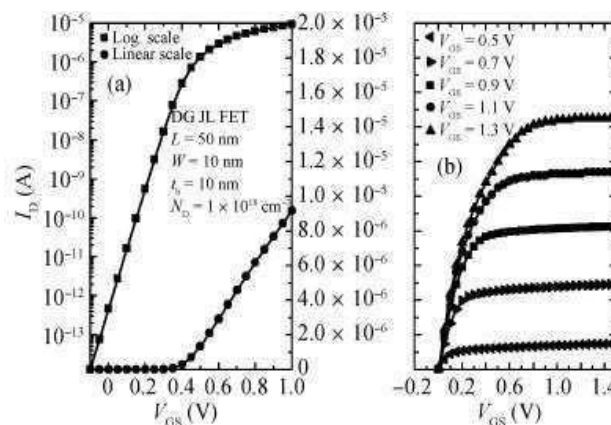 10⁻⁵
10⁻⁶
10⁻⁷
10⁻⁸
10⁻⁹
10⁻¹⁰
10⁻¹¹
10⁻¹²
10⁻¹³
I_D (A)
Log. scale
Linear scale
(a)
DG JL FET
L = 50 nm
W = 10 nm
= 10 nm
N_D = 1 × 10¹⁸ cm⁻
0 0.2 0.4 0.6 0.8 1.0
V_GS (V)
2.0 × 10⁻⁵
1.8 × 10⁻⁵
1.6 × 10⁻⁵
1.4 × 10⁻⁵
1.2 × 10⁻⁵
1.0 × 10⁻⁵
8.0 × 10⁻⁶
6.0 × 10⁻⁶
4.0 × 10⁻⁶
2.0 × 10⁻⁶
0
V_GS = 0.5 V
V_GS = 0.7 V
V_GS = 0.9 V
V_GS = 1.1 V
V_GS = 1.3 V
(b)
−0.2 0.2 0.6 1.0 1.4
V_GS (V)